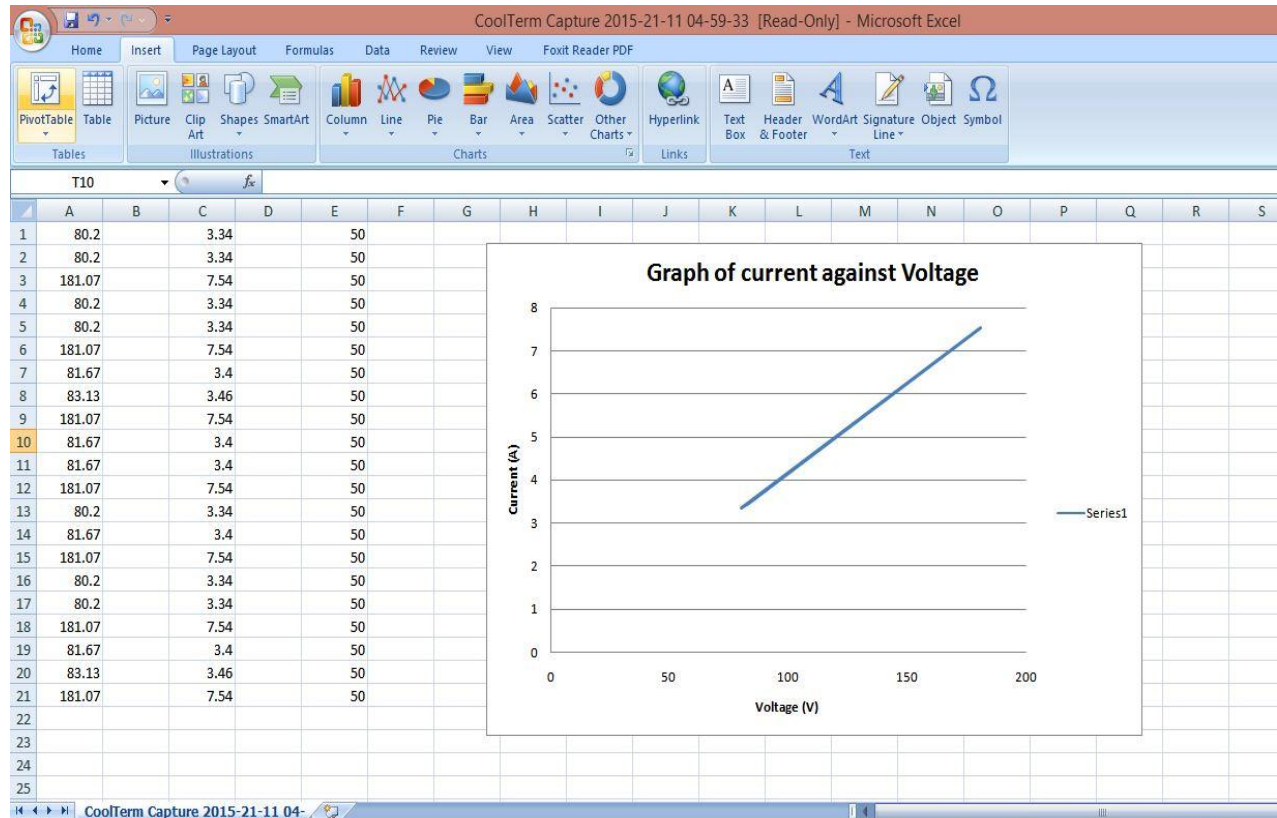 CoolTerm Capture 2015-21-11 04-59-33 [Read-Only] - Microsoft Excel
Home Insert Page Layout Formulas Data Review View Foxit Reader PDF
PivotTable Table Picture Clip Art Shapes SmartArt Column Line Pie Bar Area Scatter Other Charts Hyperlink Text Box Header & Footer WordArt Signature Line Object Symbol
Tables Illustrations Charts Links Text
T10 fx
A B C D E F G H I J K L M N O P Q R S
1 80.2 3.34 50
2 80.2 3.34 50
3 181.07 7.54 50
4 80.2 3.34 50
5 80.2 3.34 50
6 181.07 7.54 50
7 81.67 3.4 50
8 83.13 3.46 50
9 181.07 7.54 50
10 81.67 3.4 50
11 81.67 3.4 50
12 181.07 7.54 50
13 80.2 3.34 50
14 81.67 3.4 50
15 181.07 7.54 50
16 80.2 3.34 50
17 80.2 3.34 50
18 181.07 7.54 50
19 81.67 3.4 50
20 83.13 3.46 50
21 181.07 7.54 50
22
23
24
25
Graph of current against Voltage
8
7
6
5
4
3
2
1
0
Current (A)
0 50 100 150 200
Voltage (V)
Series1
CoolTerm Capture 2015-21-11 04-